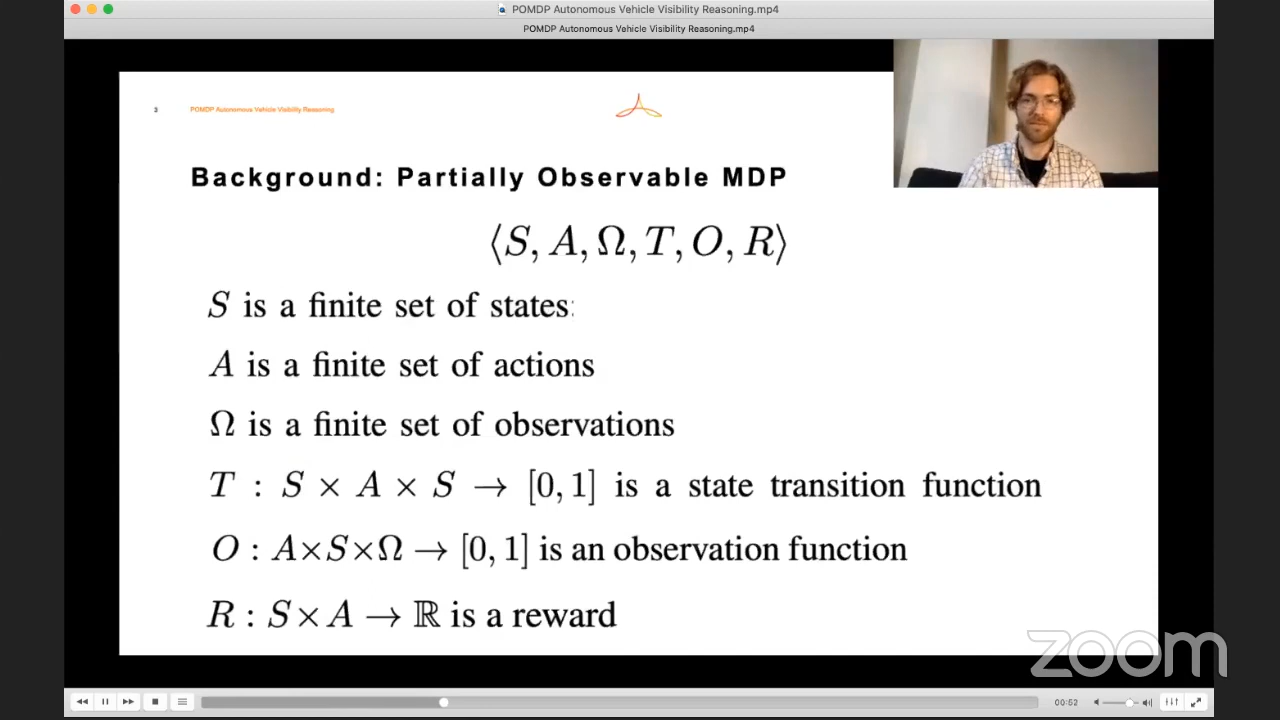 POMDP Autonomous Vehicle Visibility Reasoning.mp4
POMDP Autonomous Vehicle Visibility Reasoning.mp4
3 POMDP Autonomous Vehicle Visibility Reasoning
Background: Partially Observable MDP
⟨S, A, Ω, T, O, R⟩
S is a finite set of states
A is a finite set of actions
Ω is a finite set of observations
T : S × A × S → [0, 1] is a state transition function
O : A×S×Ω → [0, 1] is an observation function
R : S×A → ℝ is a reward
zoom
00:52